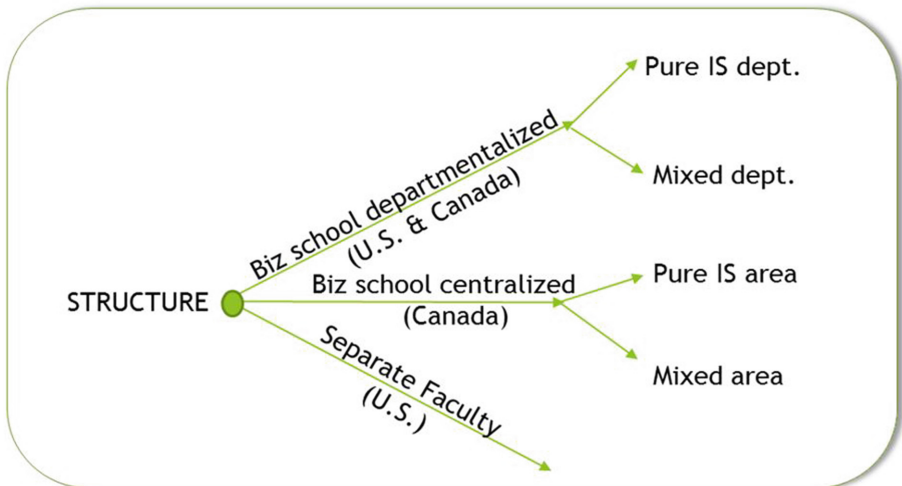 STRUCTURE
Biz school departmentalized
(U.S. & Canada)
Pure IS dept.
Mixed dept.
Biz school centralized
(Canada)
Pure IS area
Mixed area
Separate Faculty
(U.S.)